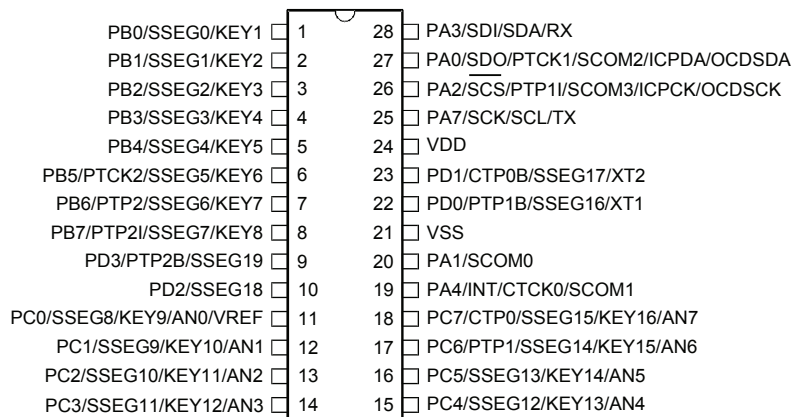 PB0/SSEG0/KEY1 1 28 PA3/SDI/SDA/RX
PB1/SSEG1/KEY2 2 27 PA0/SDO/PTCK1/SCOM2/ICPDA/OCDSDA
PB2/SSEG2/KEY3 3 26 PA2/SCS/PTP1I/SCOM3/ICPCK/OCDSCK
PB3/SSEG3/KEY4 4 25 PA7/SCK/SCL/TX
PB4/SSEG4/KEY5 5 24 VDD
PB5/PTCK2/SSEG5/KEY6 6 23 PD1/CTP0B/SSEG17/XT2
PB6/PTP2/SSEG6/KEY7 7 22 PD0/PTP1B/SSEG16/XT1
PB7/PTP2I/SSEG7/KEY8 8 21 VSS
PD3/PTP2B/SSEG19 9 20 PA1/SCOM0
PD2/SSEG18 10 19 PA4/INT/CTCK0/SCOM1
PC0/SSEG8/KEY9/AN0/VREF 11 18 PC7/CTP0/SSEG15/KEY16/AN7
PC1/SSEG9/KEY10/AN1 12 17 PC6/PTP1/SSEG14/KEY15/AN6
PC2/SSEG10/KEY11/AN2 13 16 PC5/SSEG13/KEY14/AN5
PC3/SSEG11/KEY12/AN3 14 15 PC4/SSEG12/KEY13/AN4